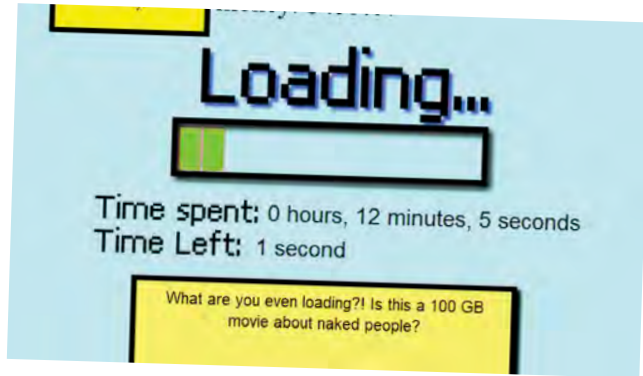 Loading...
Time spent: 0 hours, 12 minutes, 5 seconds
Time Left: 1 second
What are you even loading?! Is this a 100 GB
movie about naked people?